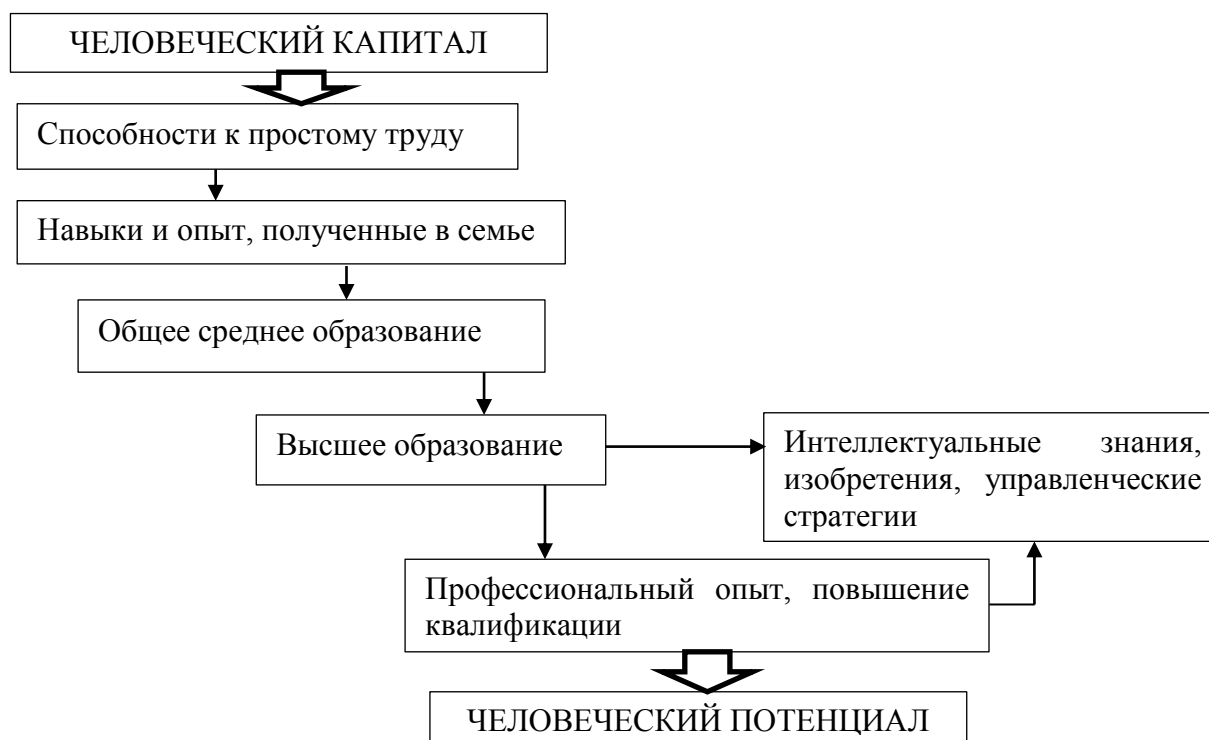 ЧЕЛОВЕЧЕСКИЙ КАПИТАЛ
Способности к простому труду
Навыки и опыт, полученные в семье
Общее среднее образование
Высшее образование
Интеллектуальные знания,
изобретения, управленческие
стратегии
Профессиональный опыт, повышение
квалификации
ЧЕЛОВЕЧЕСКИЙ ПОТЕНЦИАЛ